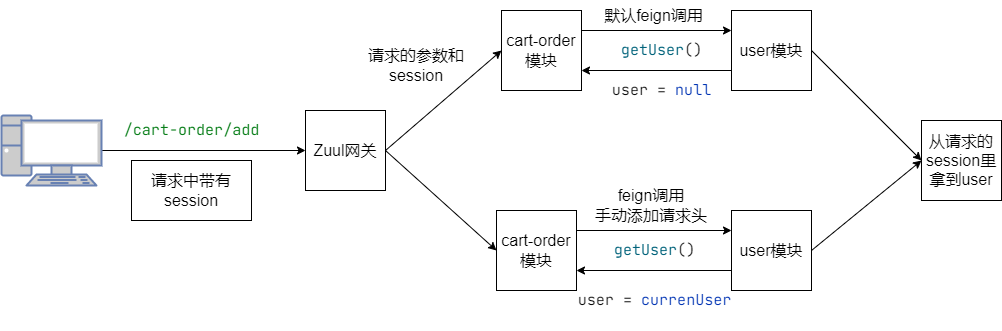 /cart-order/add
请求中带有
session
Zuul网关
请求的参数和
session
cart-order
模块
默认feign调用
getUser()
user = null
user模块
cart-order
模块
feign调用
手动添加请求头
getUser()
user = currenUser
user模块
从请求的
session里
拿到user